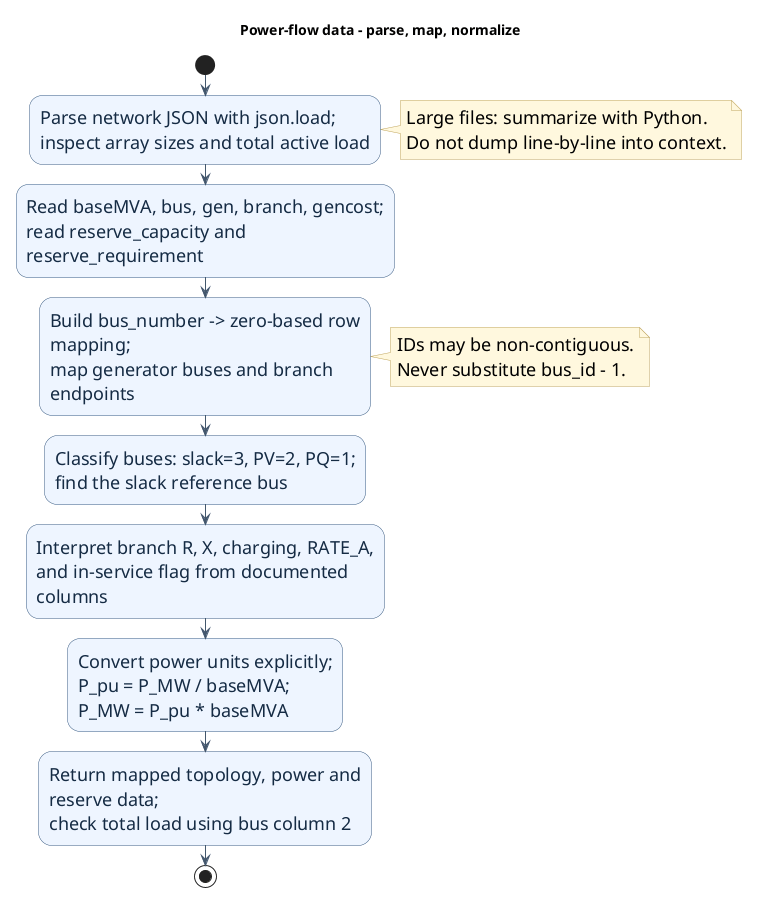 Power-flow data - parse, map, normalize
Parse network JSON with json.load;
inspect array sizes and total active load
Large files: summarize with Python.
Do not dump line-by-line into context.
Read baseMVA, bus, gen, branch, gencost;
read reserve_capacity and
reserve_requirement
Build bus_number -> zero-based row
mapping;
map generator buses and branch
endpoints
IDs may be non-contiguous.
Never substitute bus_id - 1.
Classify buses: slack=3, PV=2, PQ=1;
find the slack reference bus
Interpret branch R, X, charging, RATE_A,
and in-service flag from documented
columns
Convert power units explicitly;
P_pu = P_MW / baseMVA;
P_MW = P_pu * baseMVA
Return mapped topology, power and
reserve data;
check total load using bus column 2